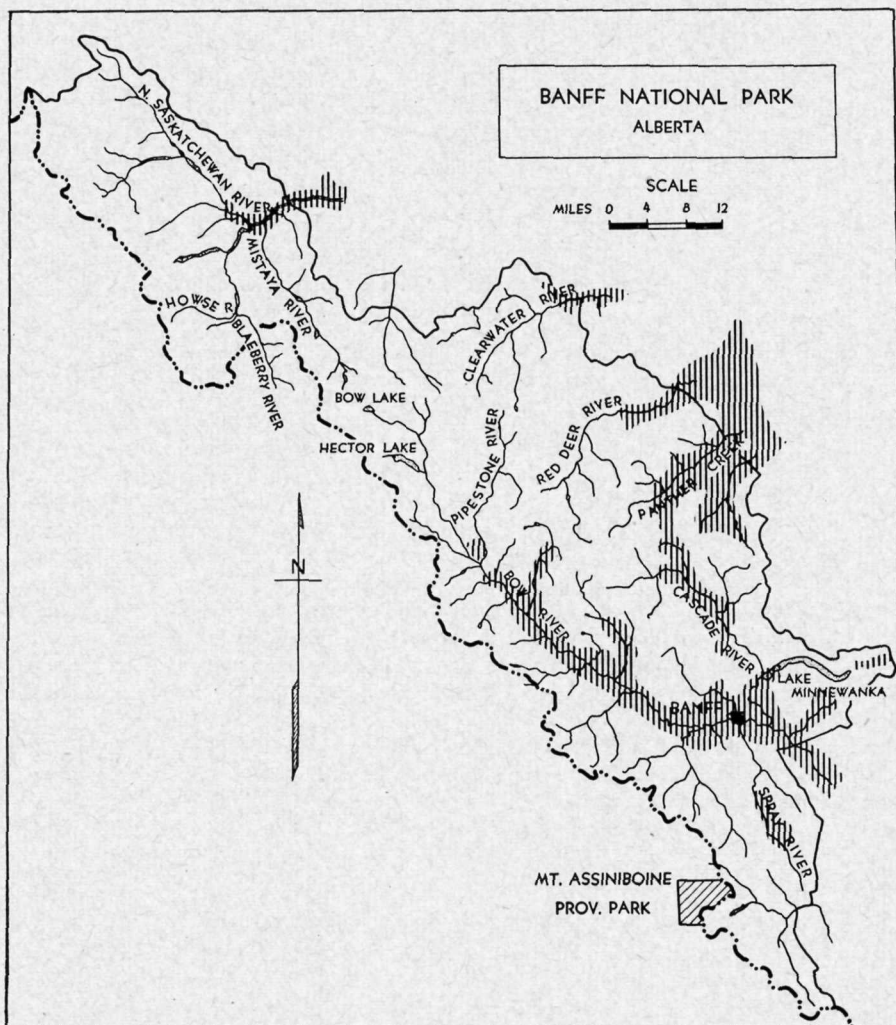 BANFF NATIONAL PARK
ALBERTA
SCALE
MILES 0 4 8 12
N. SASKATCHEWAN RIVER
MISTAYA RIVER
HOWSE R.
BLAEBERRY RIVER
CLEARWATER RIVER
BOW LAKE
HECTOR LAKE
PIPESTONE RIVER
RED DEER RIVER
PANTHER CREEK
N
BOW RIVER
CASCADE RIVER
LAKE
MINNEWANKA
BANFF
SPRAY RIVER
MT. ASSINIBOINE
PROV. PARK